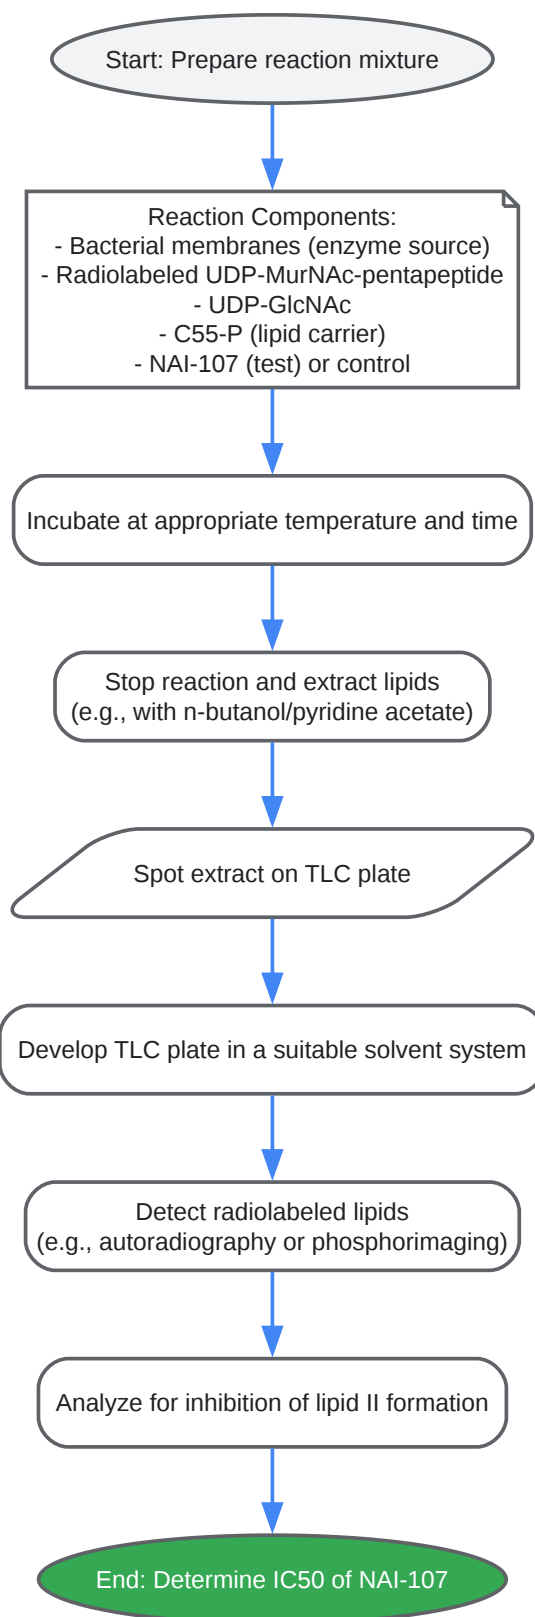 Start: Prepare reaction mixture
Reaction Components:
- Bacterial membranes (enzyme source)
- Radiolabeled UDP-MurNAc-pentapeptide
- UDP-GlcNAc
- C55-P (lipid carrier)
- NAI-107 (test) or control
Incubate at appropriate temperature and time
Stop reaction and extract lipids
(e.g., with n-butanol/pyridine acetate)
Spot extract on TLC plate
Develop TLC plate in a suitable solvent system
Detect radiolabeled lipids
(e.g., autoradiography or phosphorimaging)
Analyze for inhibition of lipid II formation
End: Determine IC50 of NAI-107